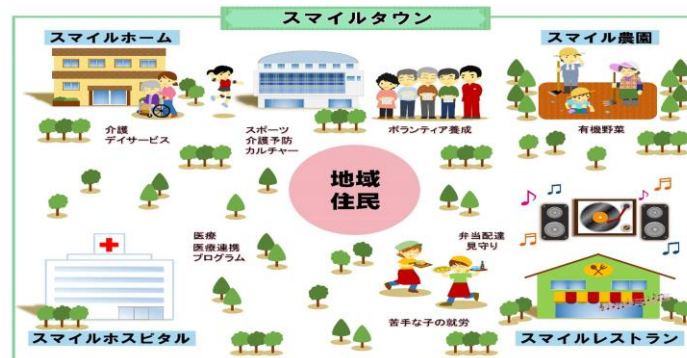 スマイルタウン
スマイルホーム
スマイル農園
介護
デイサービス
スポーツ
介護予防
カルチャー
ボランティア養成
有機野菜
地域
住民
医療
医療連携
プログラム
弁当配達
見守り
苦手な子の就労
スマイルホスピタル
スマイルレストラン